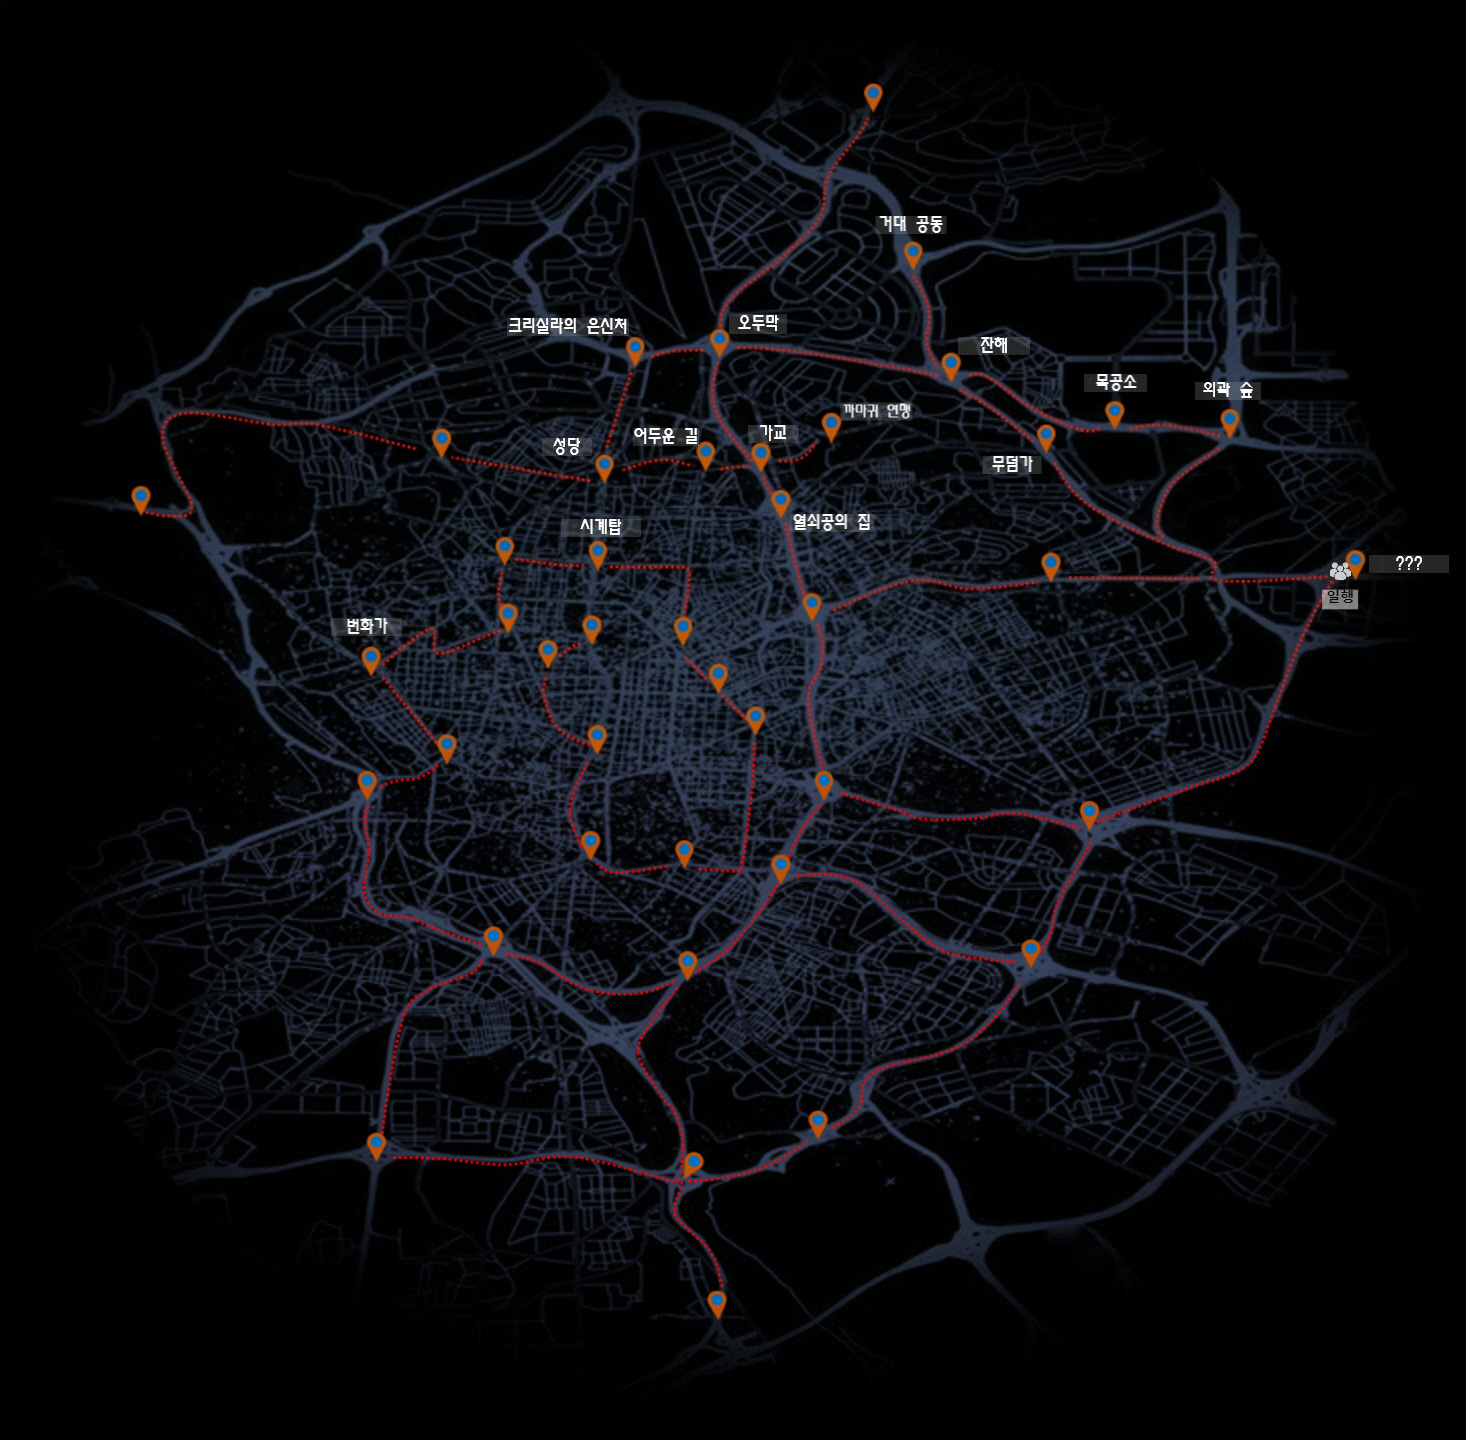 거대 공동
오두막
크리실라의 은신처
잔해
목공소
외곽 숲
까마귀 연맹
가교
어두운 길
성당
무덤가
열쇠공의 집
시계탑
???
일행
번화가